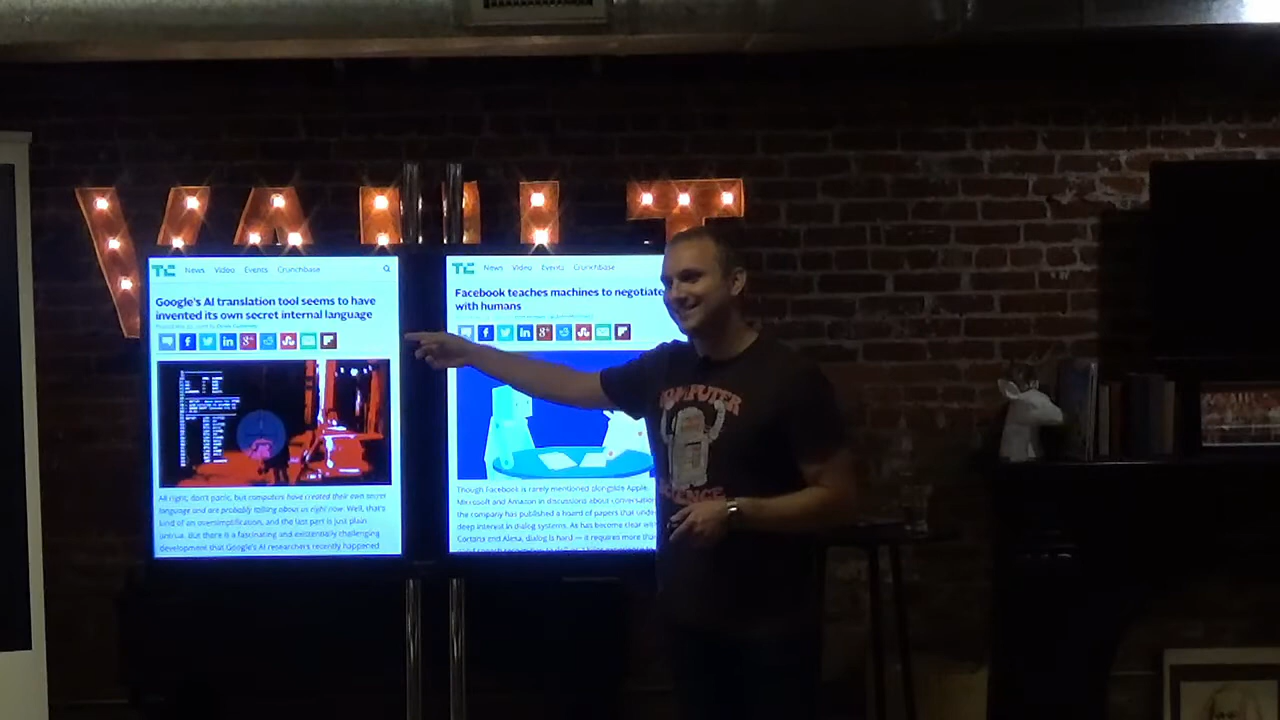 VAULT
TC News Video Events Crunchbase
Google's AI translation tool seems to have
invented its own secret internal language
All right, don't panic, but computers have created their own secret
language and are probably talking about us right now. Well, that's
kind of an oversimplification, and the last part is just plain
untrue. But there is a fascinating and existentially challenging
development that Google's AI researchers recently happened
TC News Video Events Crunchbase
Facebook teaches machines to negotiate
with humans
Though Facebook is rarely mentioned alongside Apple,
Microsoft and Amazon in discussions about
the company has published a hoard of papers that
deep interest in dialog systems. As has become clear
Cortana and Alexa, dialog is hard — it requires more
COMPUTER
SCIENCE